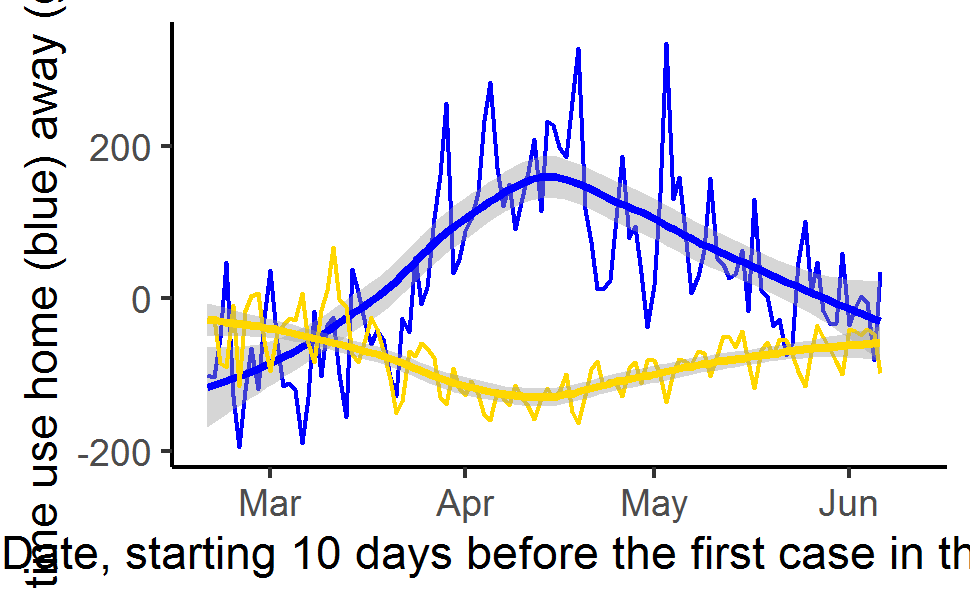 time use home (blue) away (
200
0
-200
Mar Apr May Jun
Date, starting 10 days before the first case in th